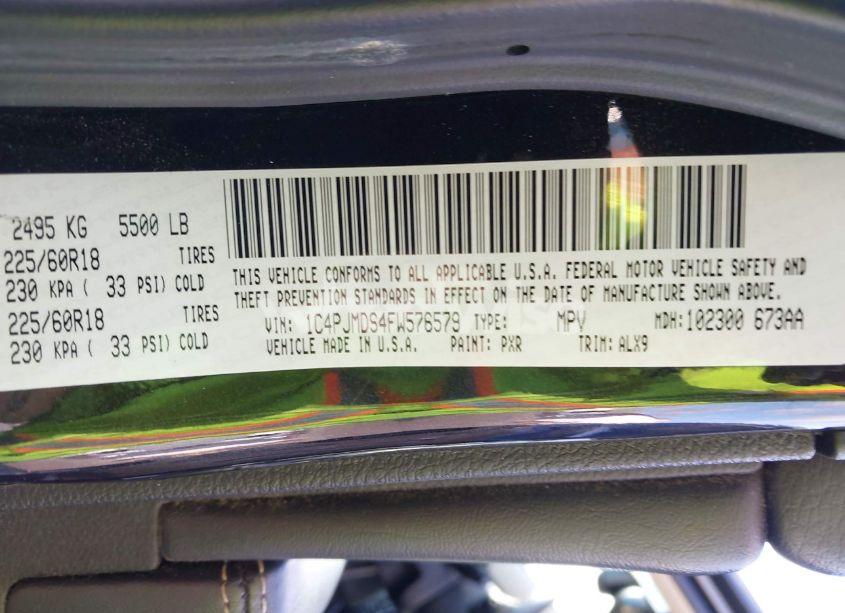 2495 KG 5500 LB
225/60R18 TIRES
230 KPA ( 33 PSI) COLD
225/60R18 TIRES
230 KPA ( 33 PSI) COLD
THIS VEHICLE CONFORMS TO ALL APPLICABLE U.S.A. FEDERAL MOTOR VEHICLE SAFETY AND
THEFT PREVENTION STANDARDS IN EFFECT ON THE DATE OF MANUFACTURE SHOWN ABOVE.
VIN: 1C4PJMDS4FW576579 TYPE: MPV MDH:102300 673AA
VEHICLE MADE IN U.S.A. PAINT: PXR TRIM: ALX9